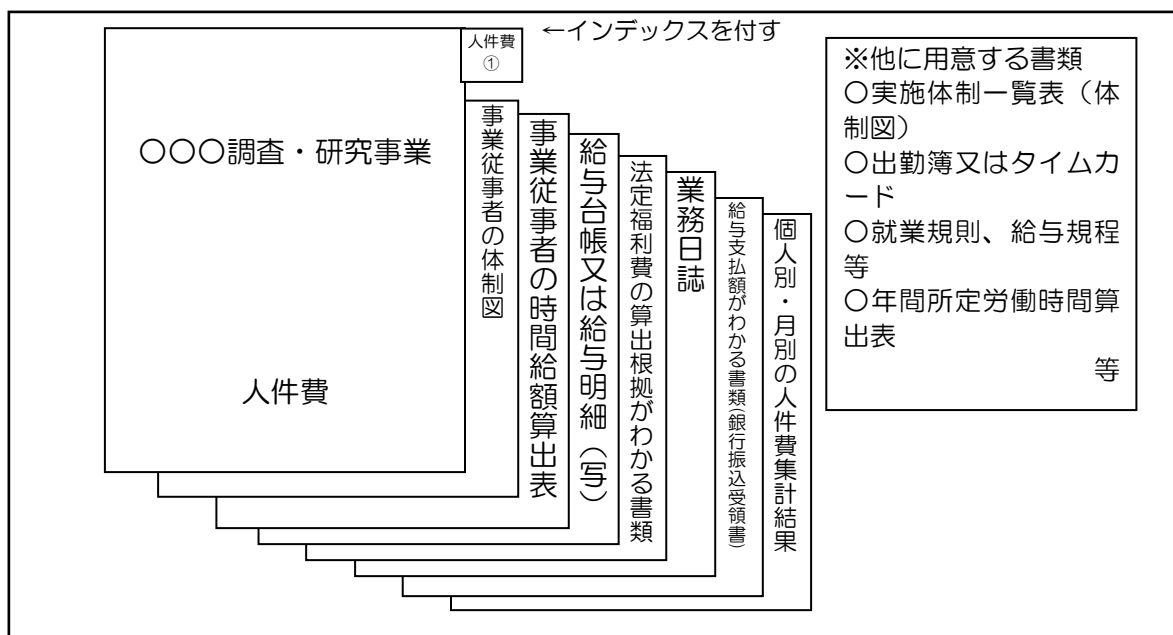 人件費
①
←インデックスを付す
〇〇〇調査・研究事業
人件費
事業従事者の体制図
事業従事者の時間給額算出表
給与台帳又は給与明細（写）
法定福利費の算出根拠がわかる書類
業務日誌
給与支払額がわかる書類(銀行振込受領書)
個人別・月別の人件費集計結果
※他に用意する書類
〇実施体制一覧表（体
制図）
〇出勤簿又はタイムカ
ード
〇就業規則、給与規程
等
〇年間所定労働時間算
出表
等